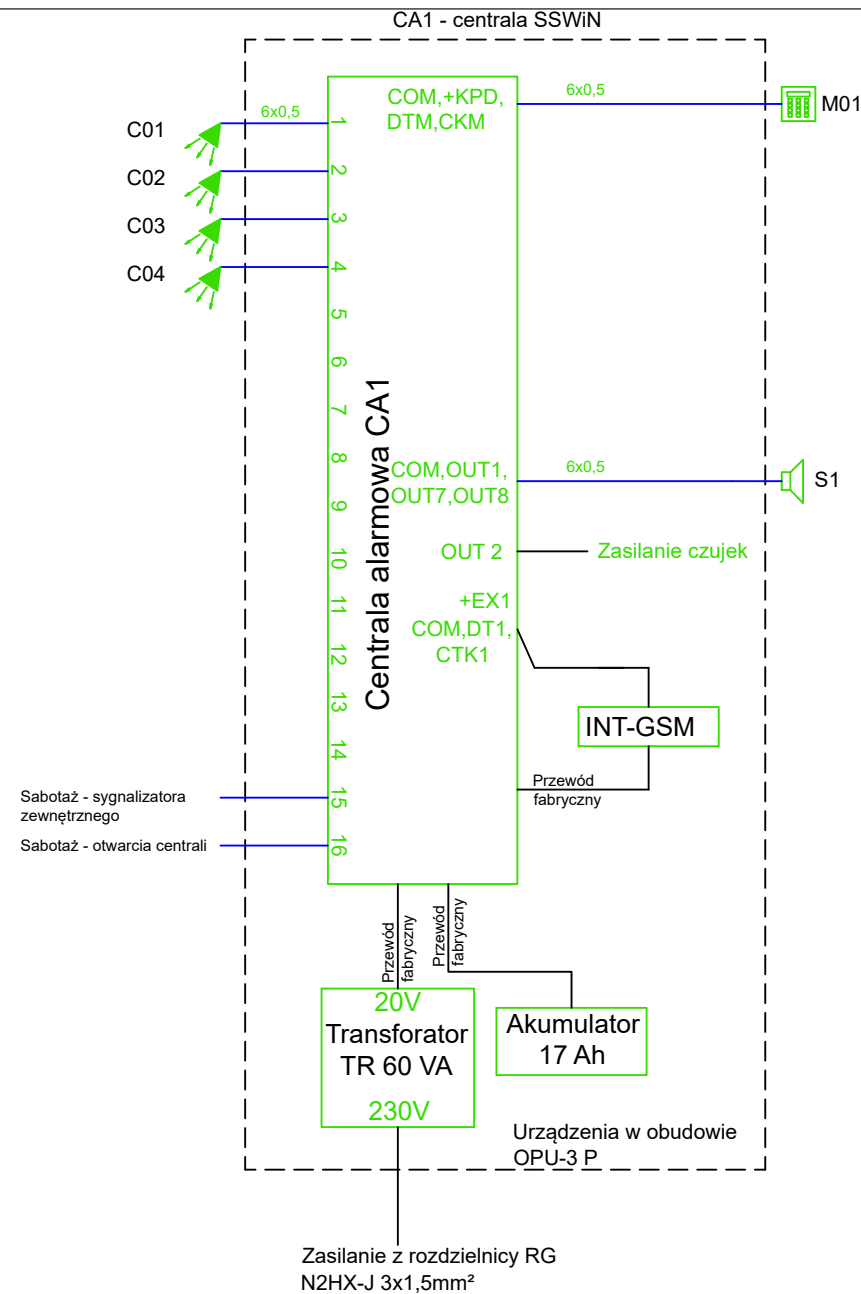 CA1 - centrala SSWiN
COM,+KPD,
DTM,CKM
6x0,5
M01
6x0,5
C01
C02
C03
C04
1
2
3
4
5
6
7
8
9
10
11
12
13
14
15
16
Centrala alarmowa CA1
COM,OUT1,
OUT7,OUT8
6x0,5
S1
OUT 2
Zasilanie czujek
+EX1
COM,DT1,
CTK1
INT-GSM
Przewód
fabryczny
Sabotaż - sygnalizatora
zewnętrznego
Sabotaż - otwarcia centrali
Przewód
fabryczny
Przewód
fabryczny
20V
Transforator
TR 60 VA
230V
Akumulator
17 Ah
Urządzenia w obudowie
OPU-3 P
Zasilanie z rozdzielnicy RG
N2HX-J 3x1,5mm²